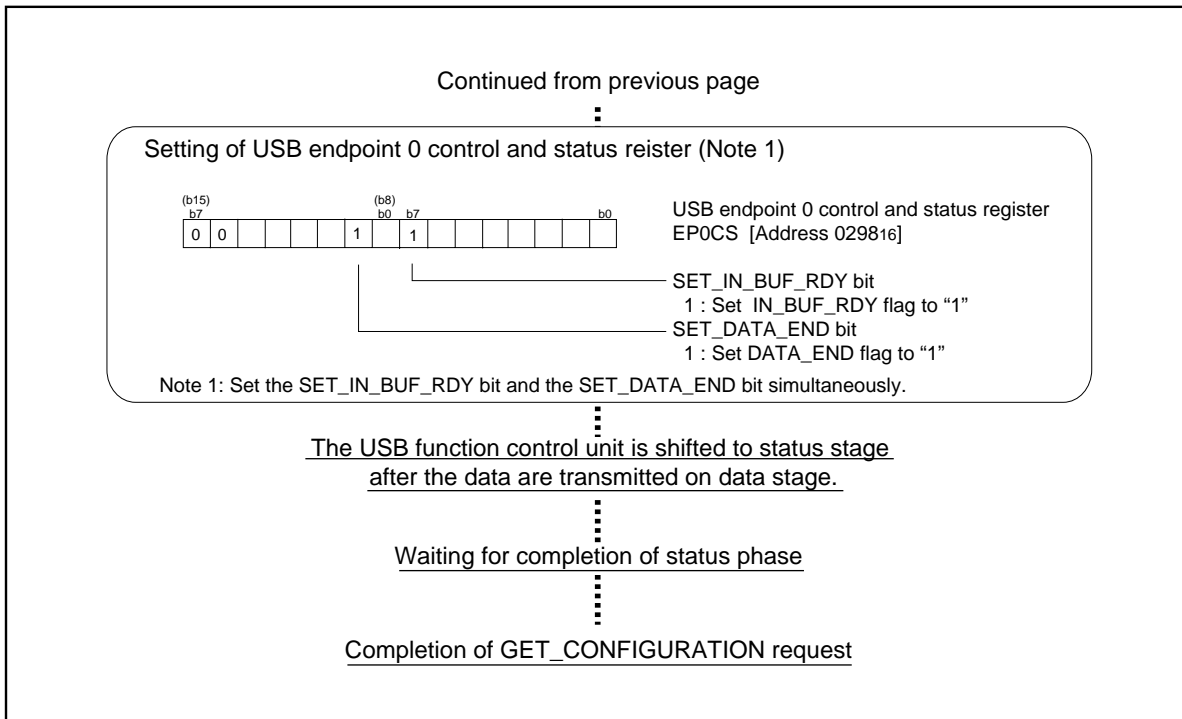 Continued from previous page
Setting of USB endpoint 0 control and status reister (Note 1)
(b15) (b8)
b7 b0 b7 b0
0 0 1 1
USB endpoint 0 control and status register
EP0CS [Address 029816]
SET_IN_BUF_RDY bit
1 : Set IN_BUF_RDY flag to “1”
SET_DATA_END bit
1 : Set DATA_END flag to “1”
Note 1: Set the SET_IN_BUF_RDY bit and the SET_DATA_END bit simultaneously.
The USB function control unit is shifted to status stage
after the data are transmitted on data stage.
Waiting for completion of status phase
Completion of GET_CONFIGURATION request